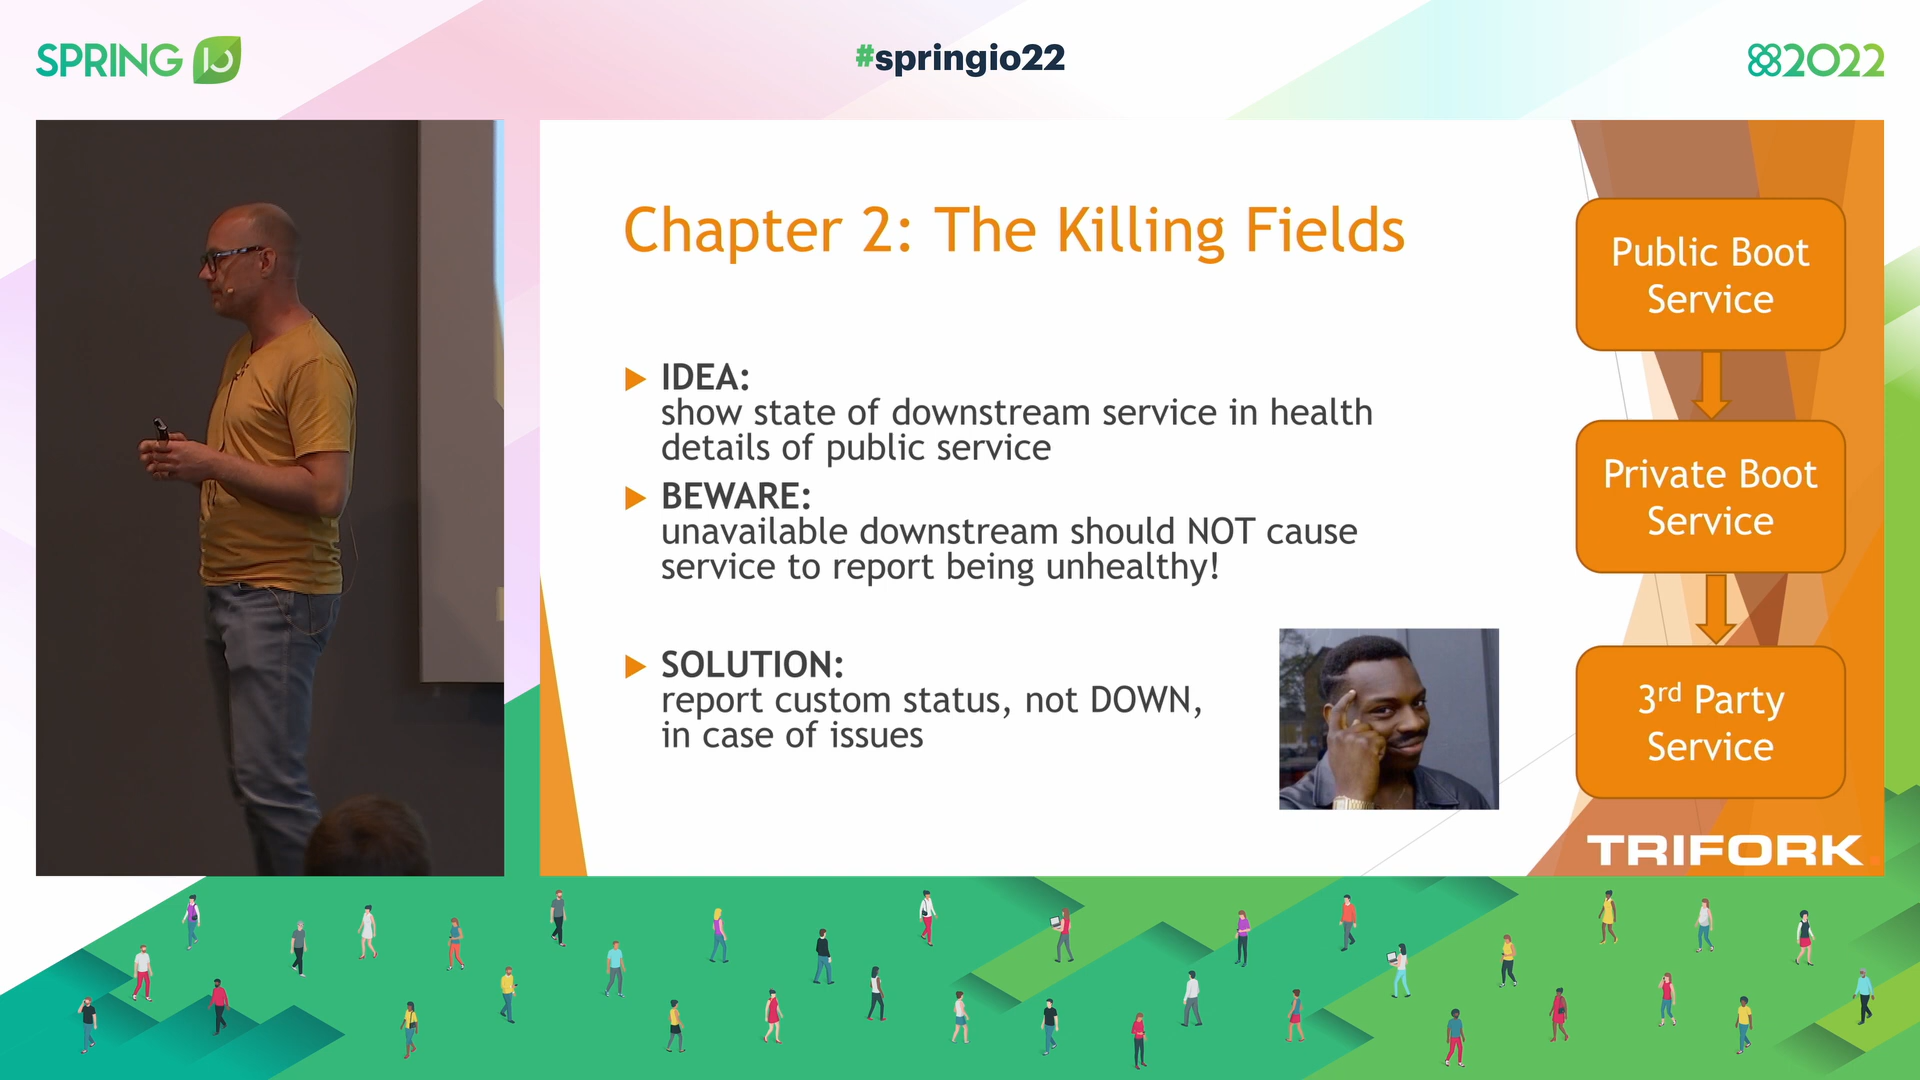 SPRING IO
#springio22
2022
Chapter 2: The Killing Fields
IDEA:
show state of downstream service in health
details of public service
BEWARE:
unavailable downstream should NOT cause
service to report being unhealthy!
SOLUTION:
report custom status, not DOWN,
in case of issues
Public Boot
Service
Private Boot
Service
3rd Party
Service
TRIFORK.